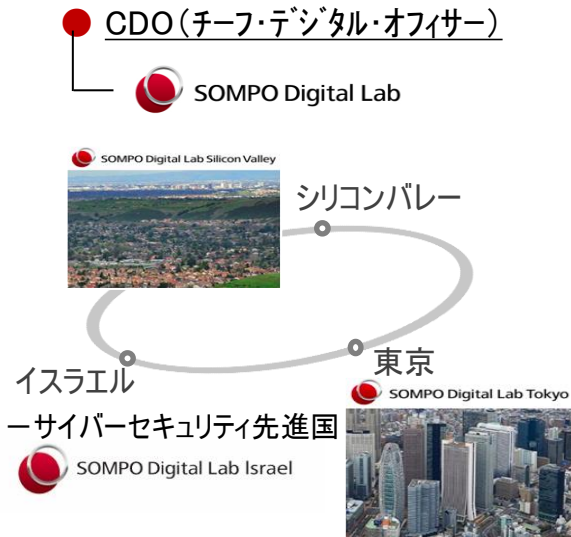 CDO(チーフ・デジタル・オフィサー)
SOMPO Digital Lab
SOMPO Digital Lab Silicon Valley
シリコンバレー
東京
イスラエル
SOMPO Digital Lab Tokyo
ーサイバーセキュリティ先進国
SOMPO Digital Lab Israel